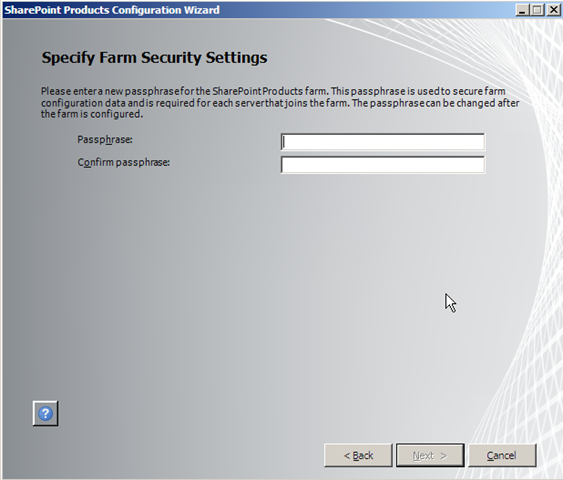 SharePoint Products Configuration Wizard
Specify Farm Security Settings
Please enter a new passphrase for the SharePoint Products farm. This passphrase is used to secure farm
configuration data and is required for each server that joins the farm. The passphrase can be changed after
the farm is configured.
Passphrase:
Confirm passphrase:
?
< Back Next > Cancel